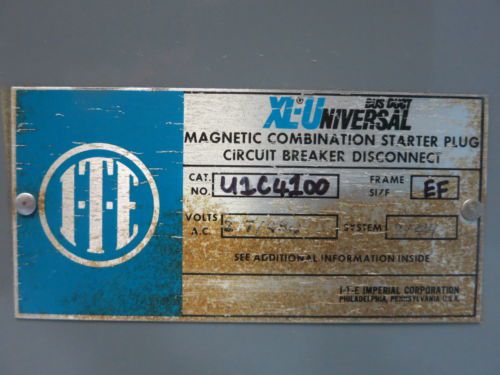 I-T-E
XL-UNIVERSAL BUS DUCT
MAGNETIC COMBINATION STARTER PLUG
CIRCUIT BREAKER DISCONNECT
CAT. NO. U1C4100 FRAME SIZE EF
VOLTS A.C. SYSTEM
SEE ADDITIONAL INFORMATION INSIDE
I-T-E IMPERIAL CORPORATION
PHILADELPHIA, PENNSYLVANIA U.S.A.